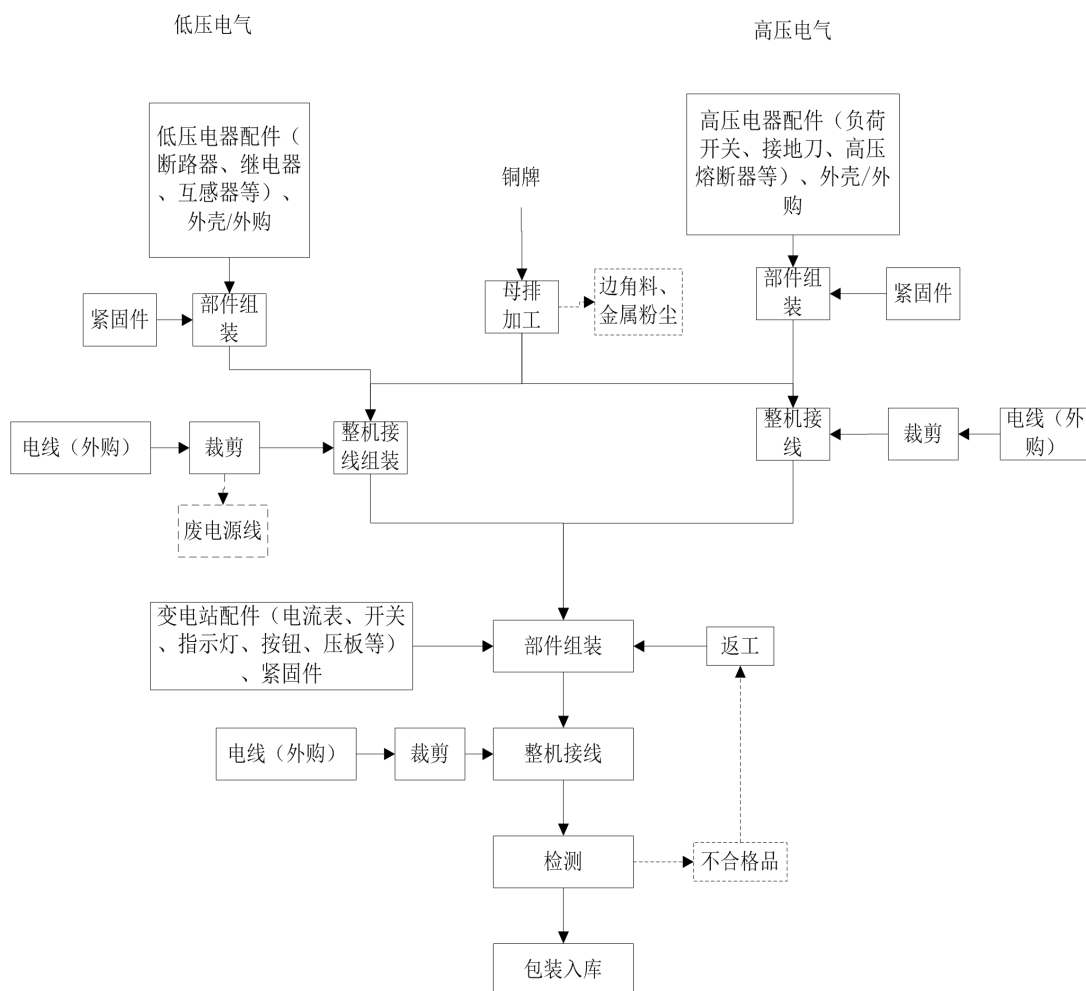 低压电气
高压电气
低压电器配件（
断路器、继电器
、互感器等）、
外壳/外购
高压电器配件（负荷
开关、接地刀、高压
熔断器等）、外壳/外
购
铜牌
紧固件
部件组
装
母排
加工
边角料、
金属粉尘
部件组
装
紧固件
电线（外购）
裁剪
整机接
线组装
整机接
线
裁剪
电线（外
购）
废电源线
变电站配件（电流表、开关
、指示灯、按钮、压板等）
、紧固件
部件组装
返工
电线（外购）
裁剪
整机接线
检测
不合格品
包装入库